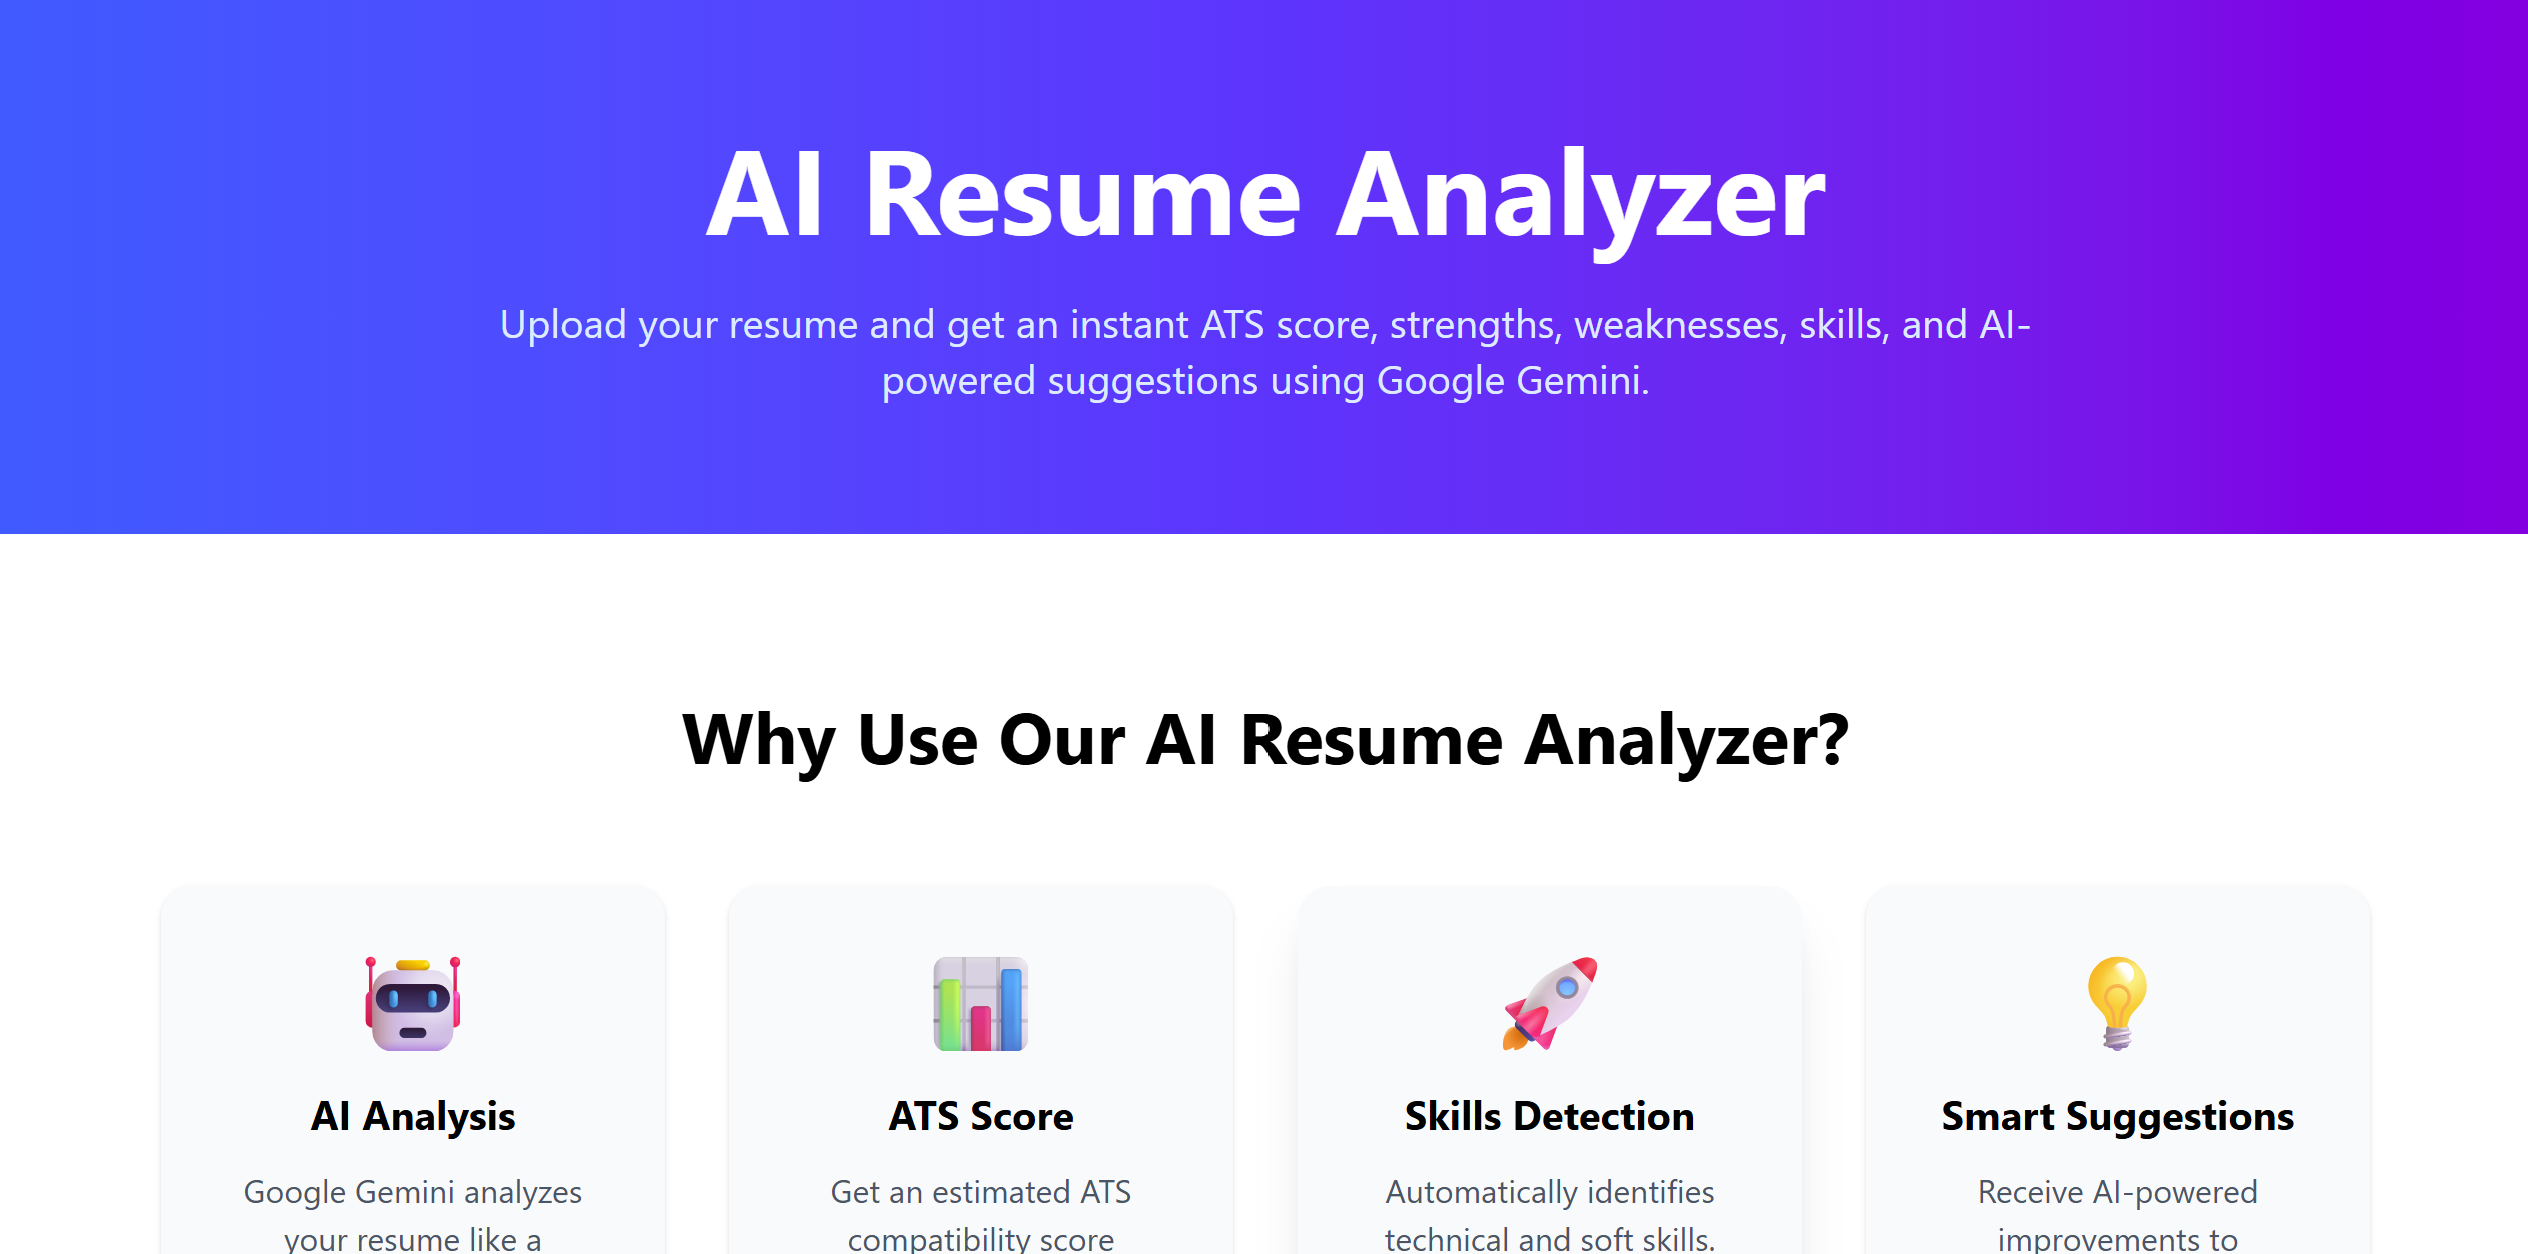 AI Resume Analyzer
Upload your resume and get an instant ATS score, strengths, weaknesses, skills, and AI-
powered suggestions using Google Gemini.
Why Use Our AI Resume Analyzer?
AI Analysis
Google Gemini analyzes
your resume like a
ATS Score
Get an estimated ATS
compatibility score
Skills Detection
Automatically identifies
technical and soft skills.
Smart Suggestions
Receive AI-powered
improvements to